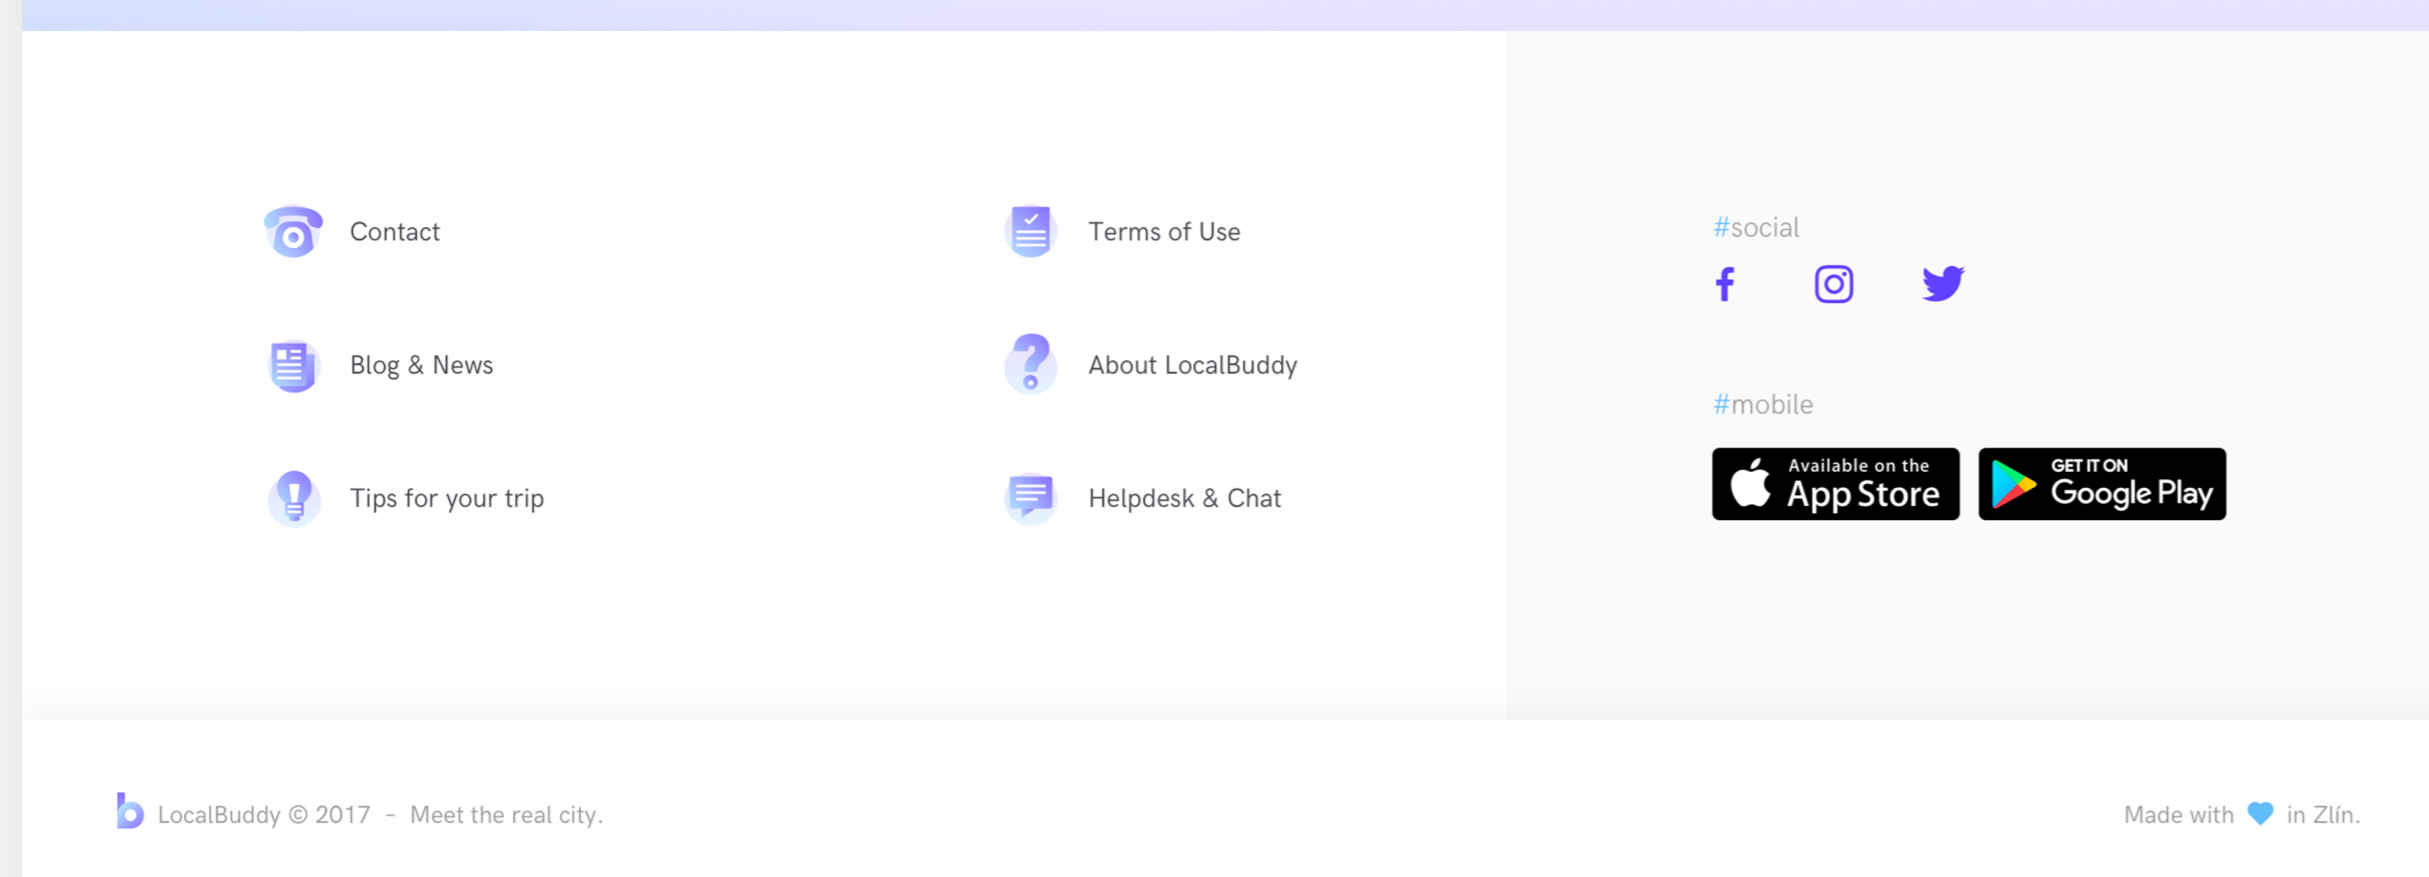 Contact
Blog & News
Tips for your trip
Terms of Use
About LocalBuddy
Helpdesk & Chat
#social
#mobile
Available on the
App Store
GET IT ON
Google Play
LocalBuddy © 2017 – Meet the real city.
Made with in Zlín.